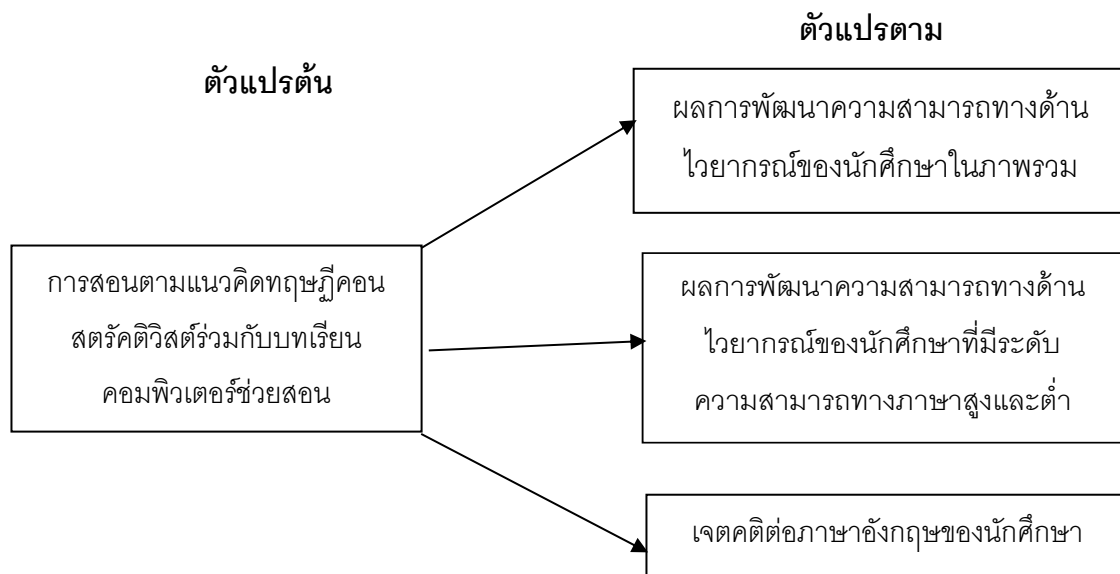 ตัวแปรตาม
ตัวแปรต้น
ผลการพัฒนาความสามารถทางด้าน
ไวยากรณ์ของนักศึกษาในภาพรวม
การสอนตามแนวคิดทฤษฎีคอน
สตรัคติวิสต์ร่วมกับบทเรียน
คอมพิวเตอร์ช่วยสอน
ผลการพัฒนาความสามารถทางด้าน
ไวยากรณ์ของนักศึกษาที่มีระดับ
ความสามารถทางภาษาสูงและต่ำ
เจตคติต่อภาษาอังกฤษของนักศึกษา